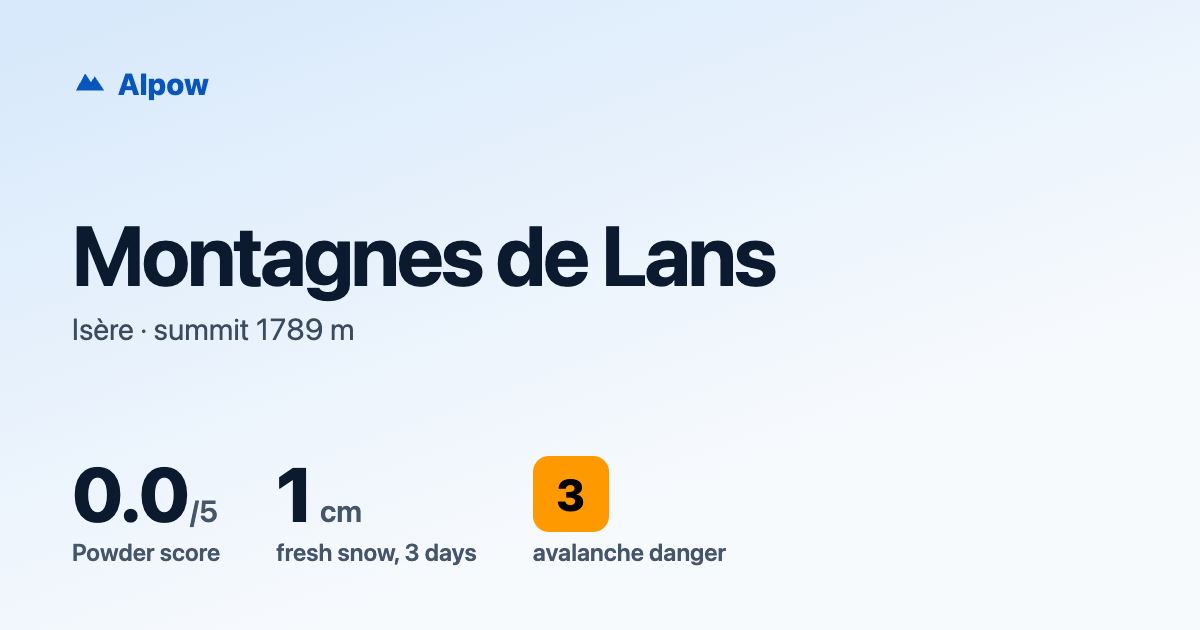 Alpow
Montagnes de Lans
Isère · summit 1789 m
0.0/5
Powder score
1 cm
fresh snow, 3 days
3
avalanche danger